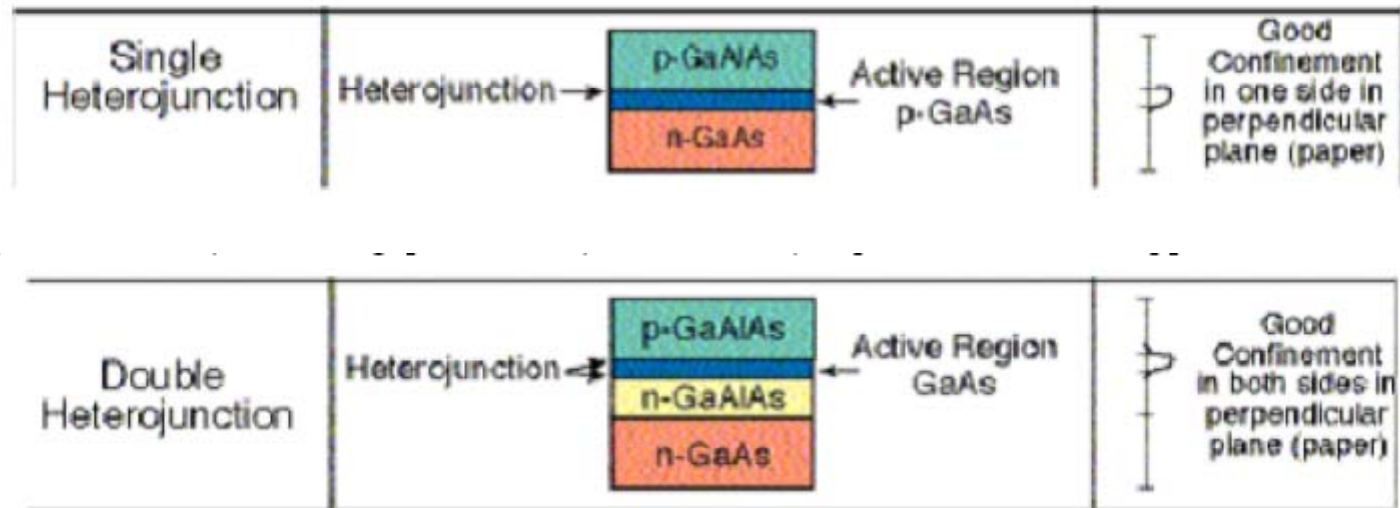 Single
Heterojunction
Heterojunction
p-GaAlAs
n-GaAs
Active Region
p-GaAs
Good
Confinement
in one side in
perpendicular
plane (paper)
Double
Heterojunction
Heterojunction
p-GaAlAs
n-GaAlAs
n-GaAs
Active Region
GaAs
Good
Confinement
in both sides in
perpendicular
plane (paper)